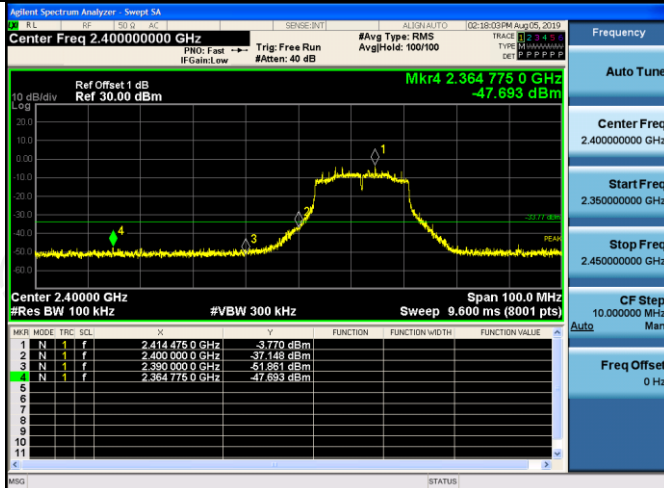 Agilent Spectrum Analyzer - Swept SA
RL RF 50 Ω AC SENSE:INT ALIGN AUTO 02:18:03PM Aug 05, 2019
Center Freq 2.400000000 GHz
PNO: Fast
IFGain:Low
Trig: Free Run
#Atten: 40 dB
#Avg Type: RMS
Avg|Hold: 100/100
TRACE 1 2 3 4 5 6
TYPE M
DET P P P P P P
Ref Offset 1 dB
10 dB/div Ref 30.00 dBm
Log
Mkr4 2.364 775 0 GHz
-47.693 dBm
20.0
10.0
0.00
-10.0
-20.0
-30.0
-40.0
-50.0
-60.0
1
2
3
4
-33.77 dBm
PEAK
Center 2.40000 GHz Span 100.0 MHz
#Res BW 100 kHz #VBW 300 kHz Sweep 9.600 ms (8001 pts)
MKR MODE TRC SCL X Y FUNCTION FUNCTION WIDTH FUNCTION VALUE
1 N 1 f 2.414 475 0 GHz -3.770 dBm
2 N 1 f 2.400 000 0 GHz -37.148 dBm
3 N 1 f 2.390 000 0 GHz -51.861 dBm
4 N 1 f 2.364 775 0 GHz -47.693 dBm
5
6
7
8
9
10
11
MSG STATUS
Frequency
Auto Tune
Center Freq
2.400000000 GHz
Start Freq
2.350000000 GHz
Stop Freq
2.450000000 GHz
CF Step
10.000000 MHz
Auto Man
Freq Offset
0 Hz